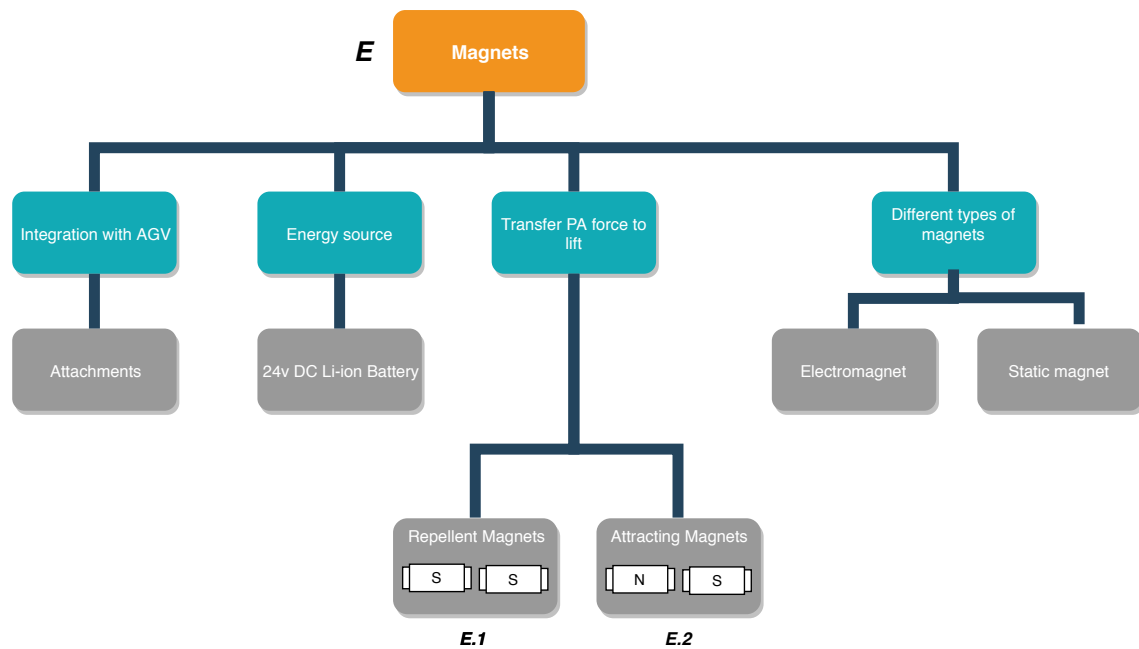 E
Magnets
Integration with AGV
Energy source
Transfer PA force to
lift
Different types of
magnets
Attachments
24v DC Li-ion Battery
Electromagnet
Static magnet
Repellent Magnets
S
S
Attracting Magnets
N
S
E.1
E.2